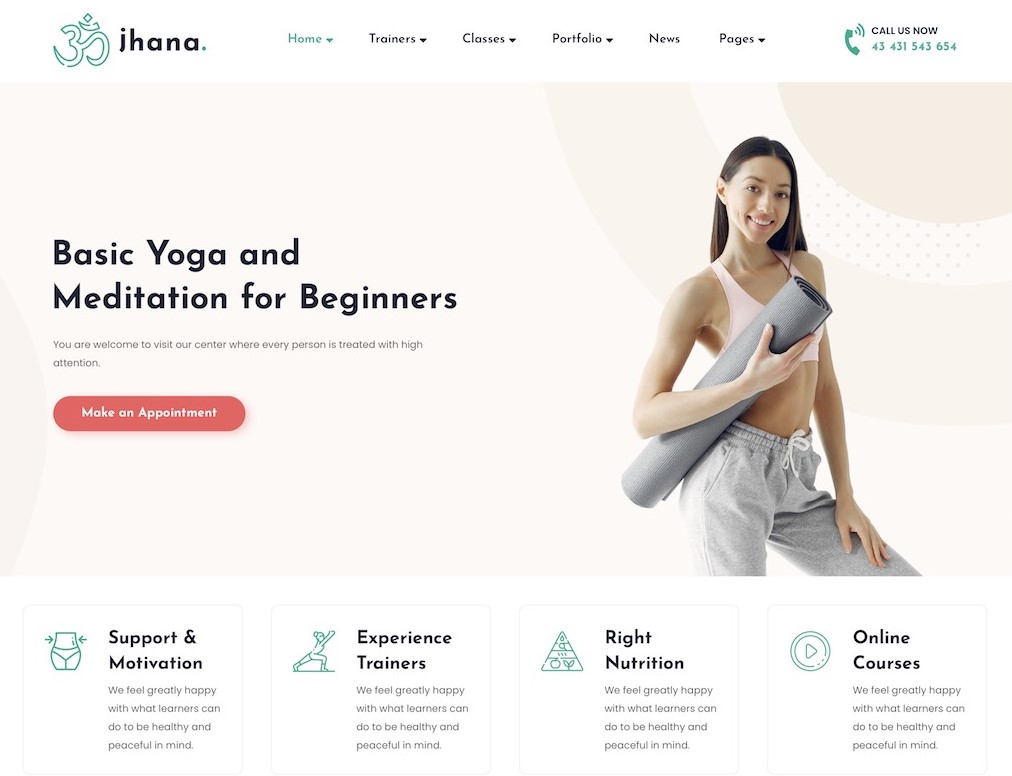 jhana.
Home
Trainers
Classes
Portfolio
News
Pages
CALL US NOW
43 431 543 654
Basic Yoga and
Meditation for Beginners
You are welcome to visit our center where every person is treated with high
attention.
Make an Appointment
Support &
Motivation
We feel greatly happy
with what learners can
do to be healthy and
peaceful in mind.
Experience
Trainers
We feel greatly happy
with what learners can
do to be healthy and
peaceful in mind.
Right
Nutrition
We feel greatly happy
with what learners can
do to be healthy and
peaceful in mind.
Online
Courses
We feel greatly happy
with what learners can
do to be healthy and
peaceful in mind.